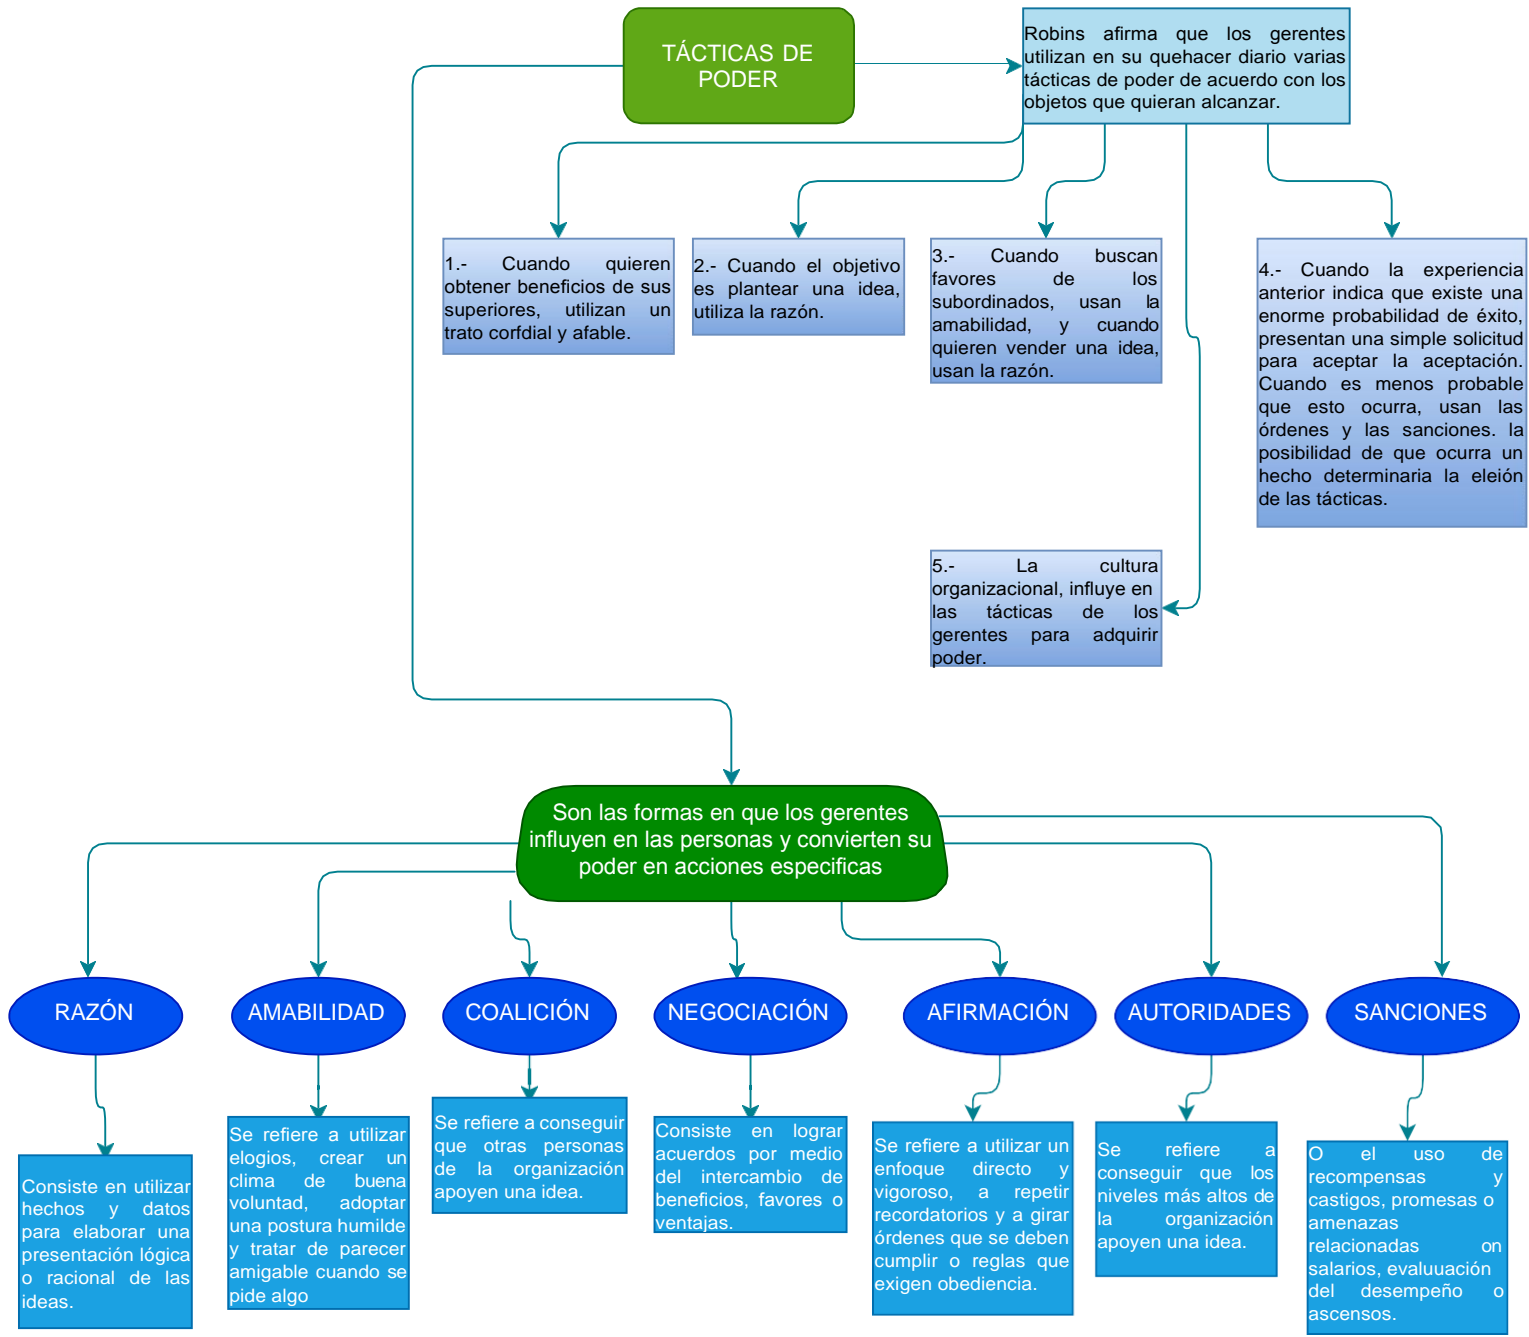 TÁCTICAS DE
PODER
Robins afirma que los gerentes
utilizan en su quehacer diario varias
tácticas de poder de acuerdo con los
objetos que quieran alcanzar.
1.- Cuando quieren
obtener beneficios de sus
superiores, utilizan un
trato corfdial y afable.
2.- Cuando el objetivo
es plantear una idea,
utiliza la razón.
3.- Cuando buscan
favores de los
subordinados, usan la
amabilidad, y cuando
quieren vender una idea,
usan la razón.
4.- Cuando la experiencia
anterior indica que existe una
enorme probabilidad de éxito,
presentan una simple solicitud
para aceptar la aceptación.
Cuando es menos probable
que esto ocurra, usan las
órdenes y las sanciones. la
posibilidad de que ocurra un
hecho determinaria la eleión
de las tácticas.
5.- La cultura
organizacional, influye en
las tácticas de los
gerentes para adquirir
poder.
Son las formas en que los gerentes
influyen en las personas y convierten su
poder en acciones especificas
RAZÓN
AMABILIDAD
COALICIÓN
NEGOCIACIÓN
AFIRMACIÓN
AUTORIDADES
SANCIONES
Consiste en utilizar
hechos y datos
para elaborar una
presentación lógica
o racional de las
ideas.
Se refiere a utilizar
elogios, crear un
clima de buena
voluntad, adoptar
una postura humilde
y tratar de parecer
amigable cuando se
pide algo
Se refiere a conseguir
que otras personas
de la organización
apoyen una idea.
Consiste en lograr
acuerdos por medio
del intercambio de
beneficios, favores o
ventajas.
Se refiere a utilizar un
enfoque directo y
vigoroso, a repetir
recordatorios y a girar
órdenes que se deben
cumplir o reglas que
exigen obediencia.
Se refiere a
conseguir que los
niveles más altos de
la organización
apoyen una idea.
O el uso de
recompensas y
castigos, promesas o
amenazas
relacionadas on
salarios, evaluuación
del desempeño o
ascensos.